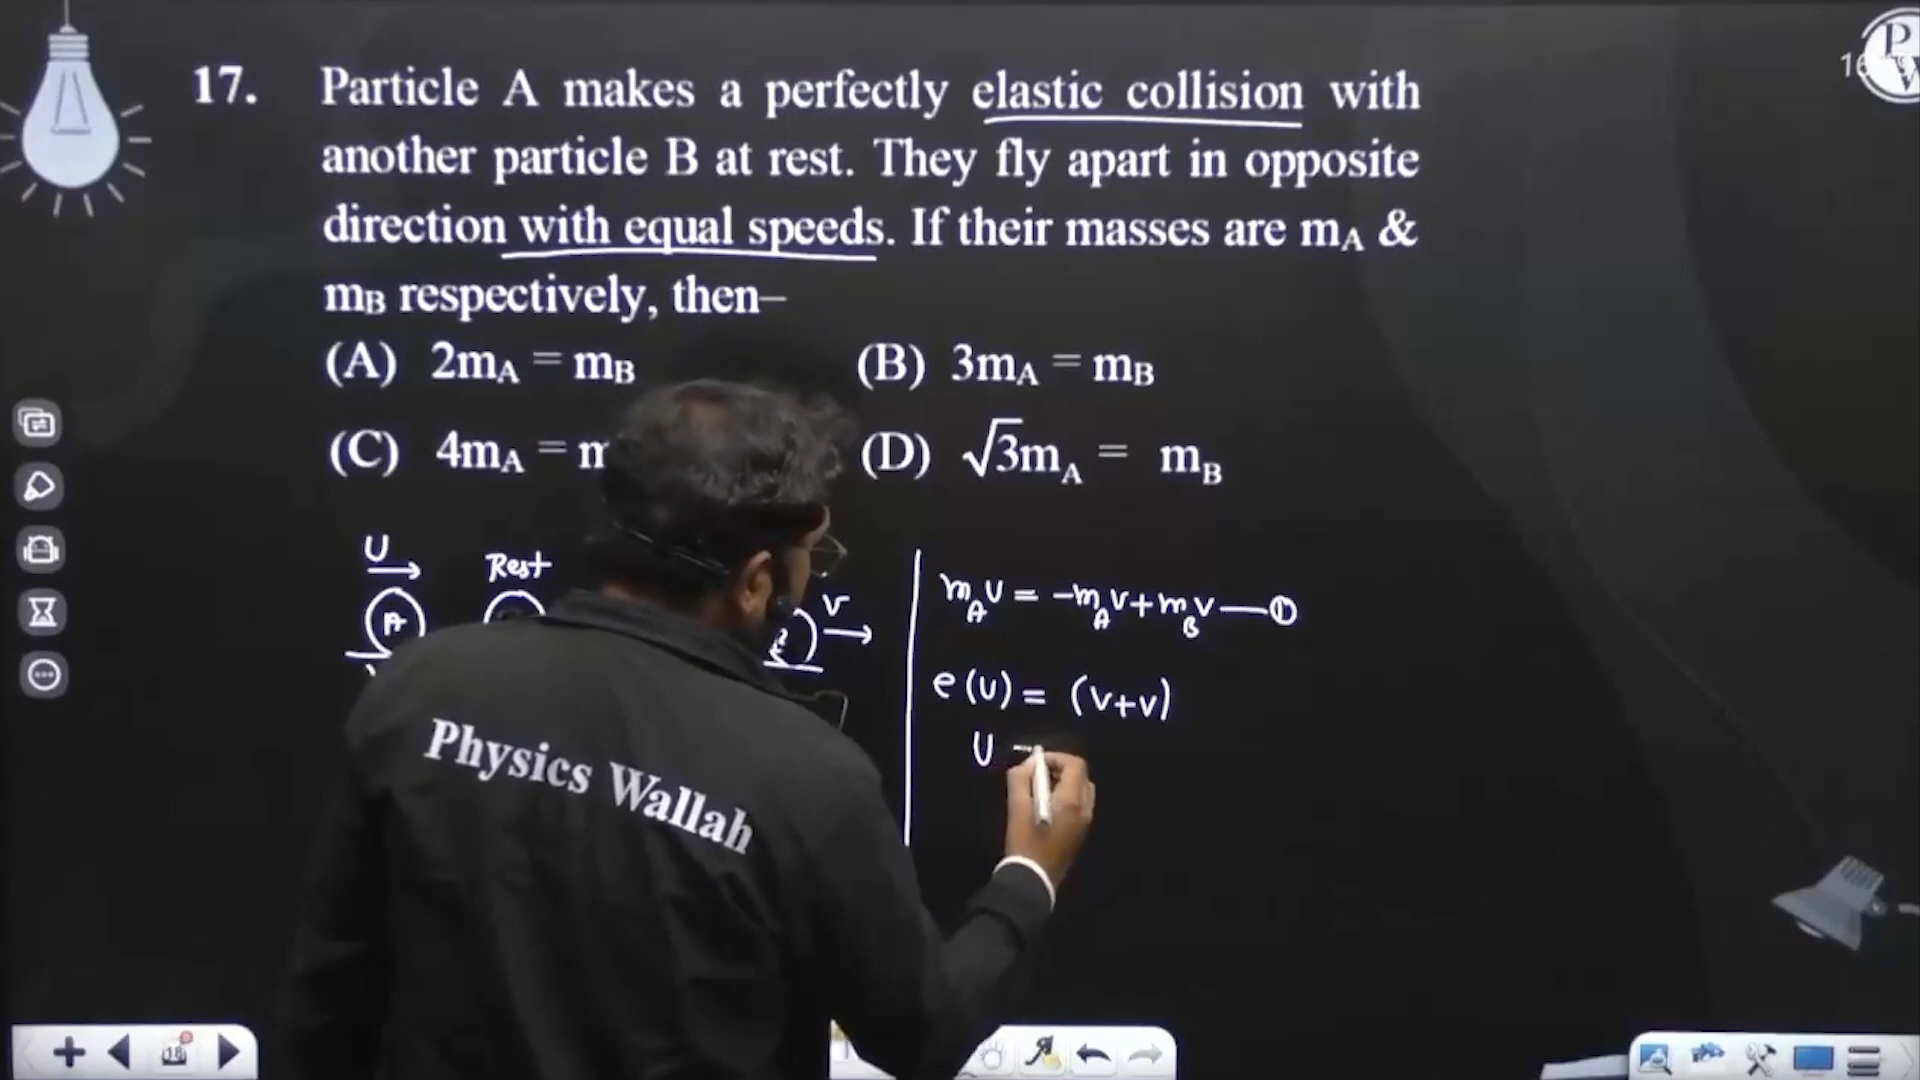 17. Particle A makes a perfectly elastic collision with
another particle B at rest. They fly apart in opposite
direction with equal speeds. If their masses are mA &
mB respectively, then–
(A) 2mA = mB
(B) 3mA = mB
(C) 4mA = m
(D) √3mA = mB
U
Rest
A
v
mAU = -mAv+mBv—①
e(U) = (v+v)
U =
Physics Wallah
P
W
18